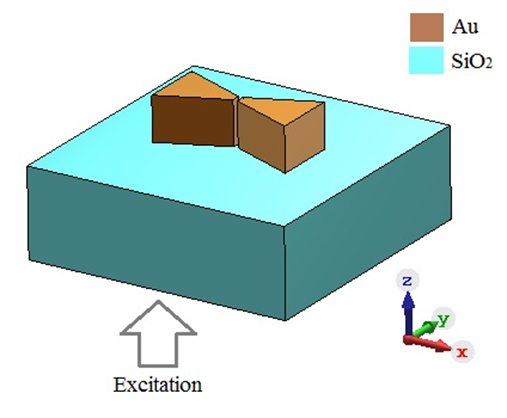 Au
SiO₂
z
y
x
Excitation